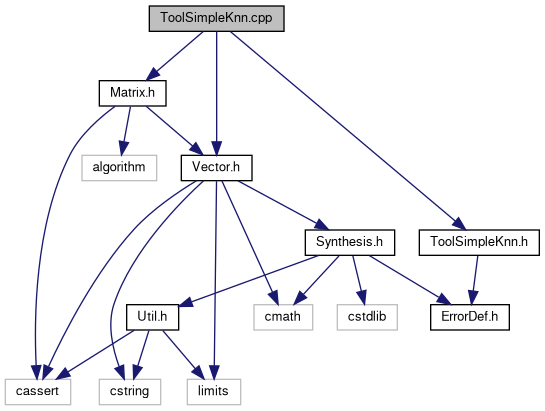 ToolSimpleKnn.cpp
Matrix.h
algorithm
Vector.h
Synthesis.h
ToolSimpleKnn.h
Util.h
cmath
cstdlib
ErrorDef.h
cassert
cstring
limits